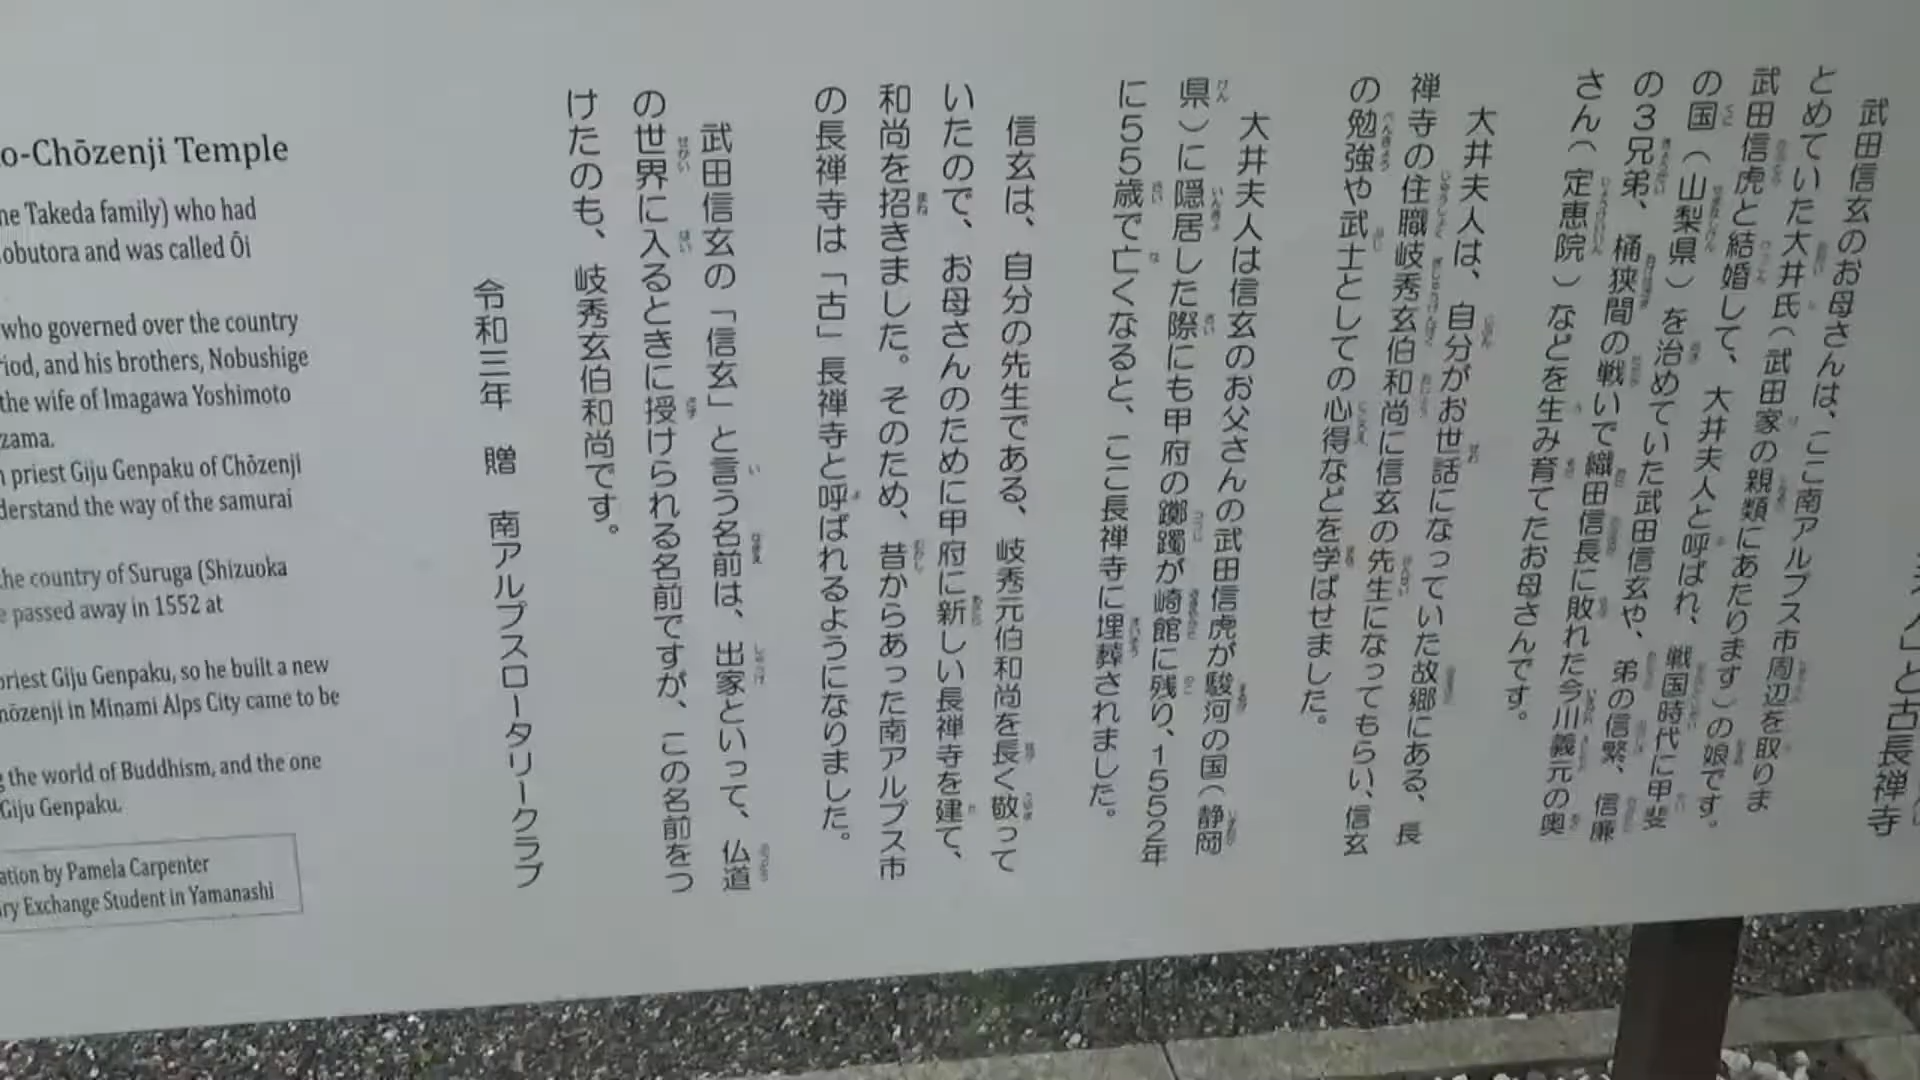 夫人」と古長禅寺
武田信玄のお母さんは、ここ南アルプス市周辺を取りま
とめていた大井氏（武田家の親類にあたります）の娘です。
武田信虎と結婚して、大井夫人と呼ばれ、戦国時代に甲斐
の国（山梨県）を治めていた武田信玄や、弟の信繁、信廉
の３兄弟、桶狭間の戦いで織田信長に敗れた今川義元の奥
さん（定恵院）などを生み育てたお母さんです。
大井夫人は、自分がお世話になっていた故郷にある、長
禅寺の住職岐秀玄伯和尚に信玄の先生になってもらい、信玄
の勉強や武士としての心得などを学ばせました。
大井夫人は信玄のお父さんの武田信虎が駿河の国（静岡
県）に隠居した際にも甲府の躑躅が崎館に残り、１５５２年
に５５歳で亡くなると、ここ長禅寺に埋葬されました。
信玄は、自分の先生である、岐秀元伯和尚を長く敬って
いたので、お母さんのために甲府に新しい長禅寺を建て、
和尚を招きました。そのため、昔からあった南アルプス市
の長禅寺は「古」長禅寺と呼ばれるようになりました。
武田信玄の「信玄」と言う名前は、出家といって、仏道
の世界に入るときに授けられる名前ですが、この名前をつ
けたのも、岐秀玄伯和尚です。
令和三年　贈　南アルプスロータリークラブ
o-Chōzenji Temple
ne Takeda family) who had
obutora and was called Ōi
who governed over the country
riod, and his brothers, Nobushige
the wife of Imagawa Yoshimoto
zama.
n priest Giju Genpaku of Chōzenji
derstand the way of the samurai
the country of Suruga (Shizuoka
e passed away in 1552 at
priest Giju Genpaku, so he built a new
hōzenji in Minami Alps City came to be
g the world of Buddhism, and the one
Giju Genpaku.
ation by Pamela Carpenter
ry Exchange Student in Yamanashi